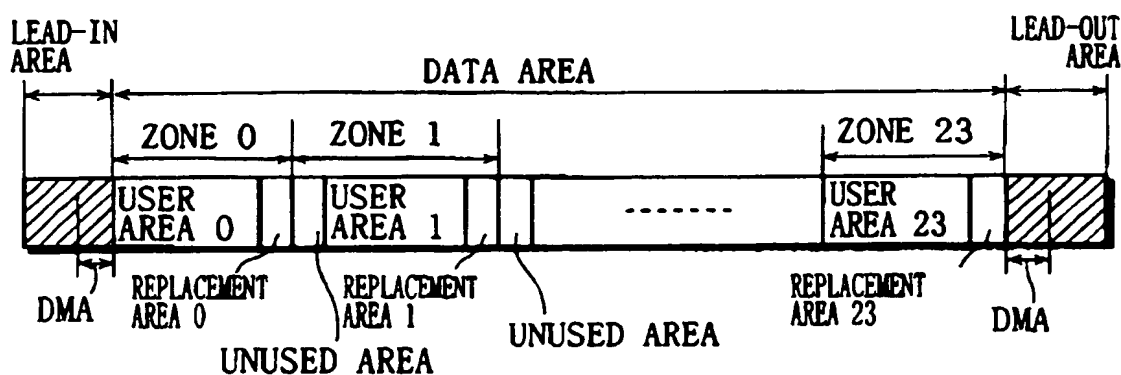 LEAD-IN
AREA
LEAD-OUT
AREA
DATA AREA
ZONE 0
ZONE 1
ZONE 23
USER
AREA 0
USER
AREA 1
--------
USER
AREA 23
DMA
REPLACEMENT
AREA 0
UNUSED AREA
REPLACEMENT
AREA 1
UNUSED AREA
REPLACEMENT
AREA 23
DMA